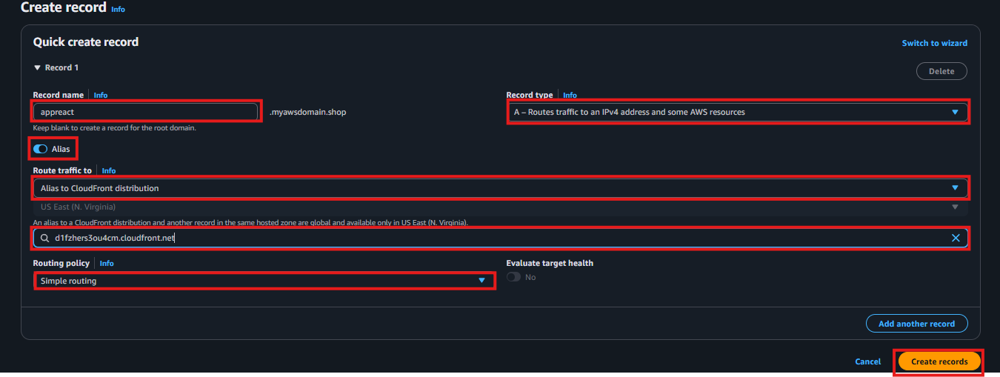 Create record Info
Quick create record
Switch to wizard
Record 1
Delete
Record name Info
Record type Info
appreact
.myawsdomain.shop
A – Routes traffic to an IPv4 address and some AWS resources
Keep blank to create a record for the root domain.
Alias
Route traffic to Info
Alias to CloudFront distribution
US East (N. Virginia)
An alias to a CloudFront distribution and another record in the same hosted zone are global and available only in US East (N. Virginia).
d1fzhers3ou4cm.cloudfront.net
Routing policy Info
Evaluate target health
Simple routing
No
Add another record
Cancel
Create records